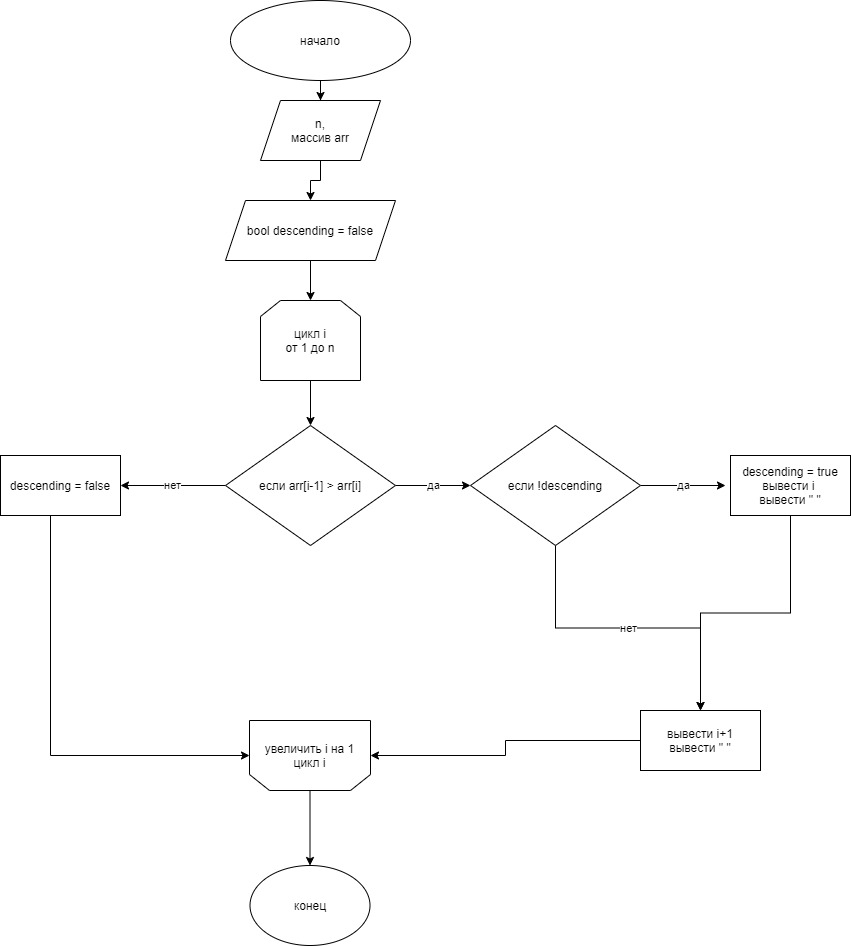 начало
n,
массив arr
bool descending = false
цикл i
от 1 до n
если arr[i-1] > arr[i]
нет
descending = false
да
если !descending
да
descending = true
вывести i
вывести " "
нет
вывести i+1
вывести " "
увеличить i на 1
цикл i
конец